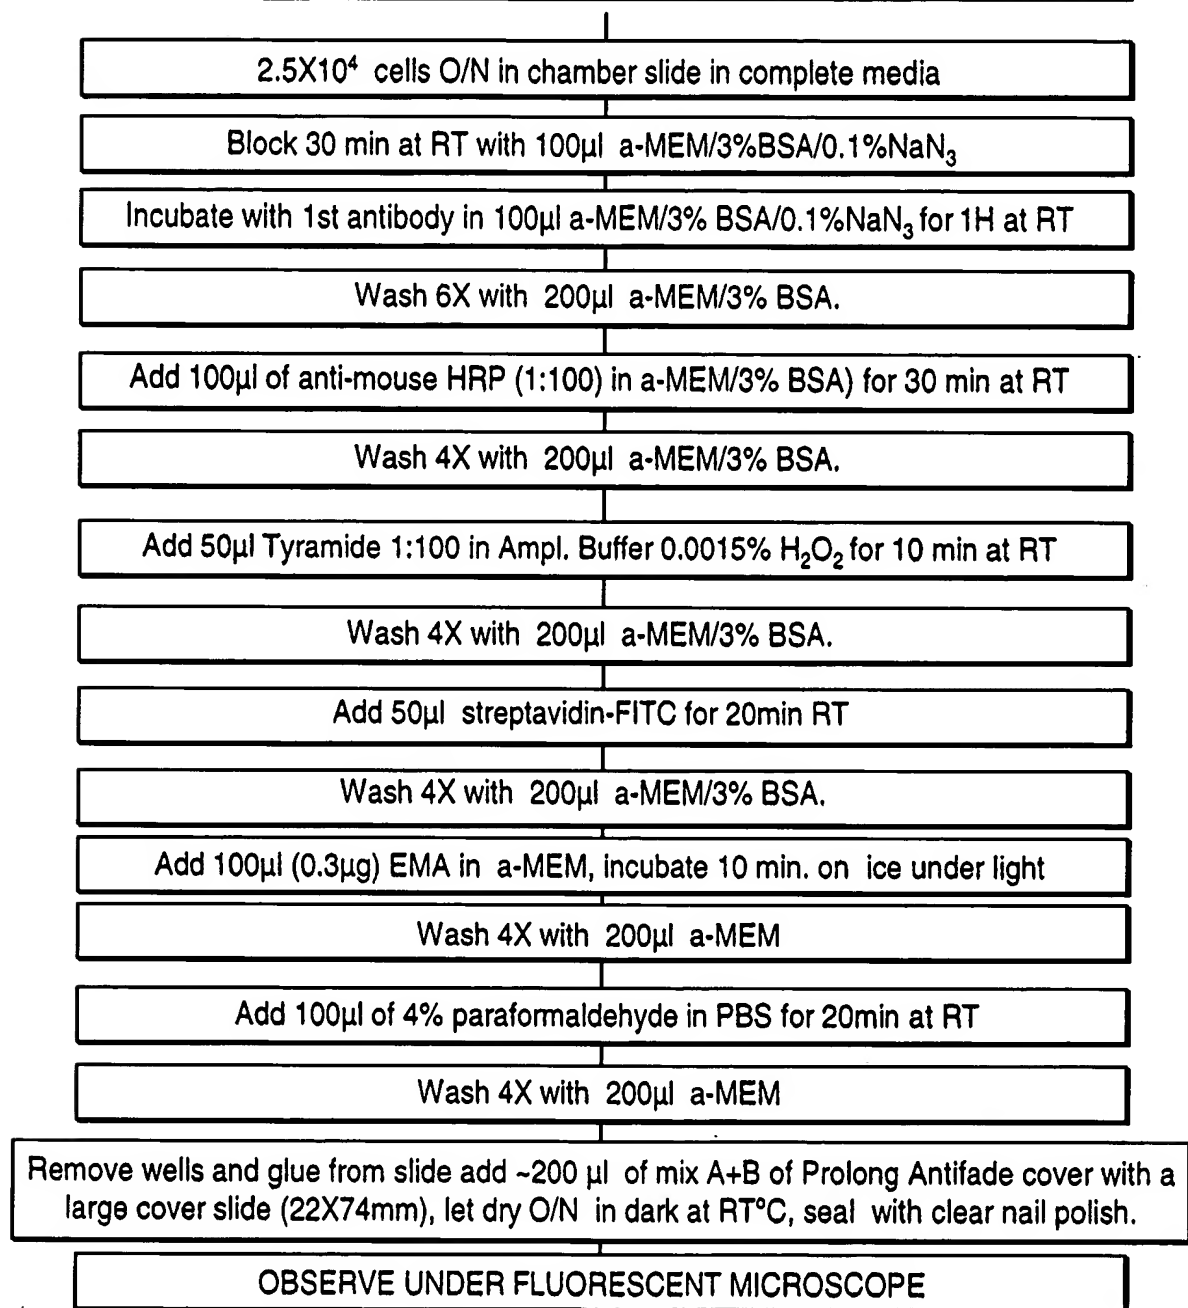 2.5X10⁴ cells O/N in chamber slide in complete media
Block 30 min at RT with 100µl a-MEM/3%BSA/0.1%NaN₃
Incubate with 1st antibody in 100µl a-MEM/3% BSA/0.1%NaN₃ for 1H at RT
Wash 6X with 200µl a-MEM/3% BSA.
Add 100µl of anti-mouse HRP (1:100) in a-MEM/3% BSA) for 30 min at RT
Wash 4X with 200µl a-MEM/3% BSA.
Add 50µl Tyramide 1:100 in Ampl. Buffer 0.0015% H₂O₂ for 10 min at RT
Wash 4X with 200µl a-MEM/3% BSA.
Add 50µl streptavidin-FITC for 20min RT
Wash 4X with 200µl a-MEM/3% BSA.
Add 100µl (0.3µg) EMA in a-MEM, incubate 10 min. on ice under light
Wash 4X with 200µl a-MEM
Add 100µl of 4% paraformaldehyde in PBS for 20min at RT
Wash 4X with 200µl a-MEM
Remove wells and glue from slide add ~200 µl of mix A+B of Prolong Antifade cover with a
large cover slide (22X74mm), let dry O/N in dark at RT°C, seal with clear nail polish.
OBSERVE UNDER FLUORESCENT MICROSCOPE